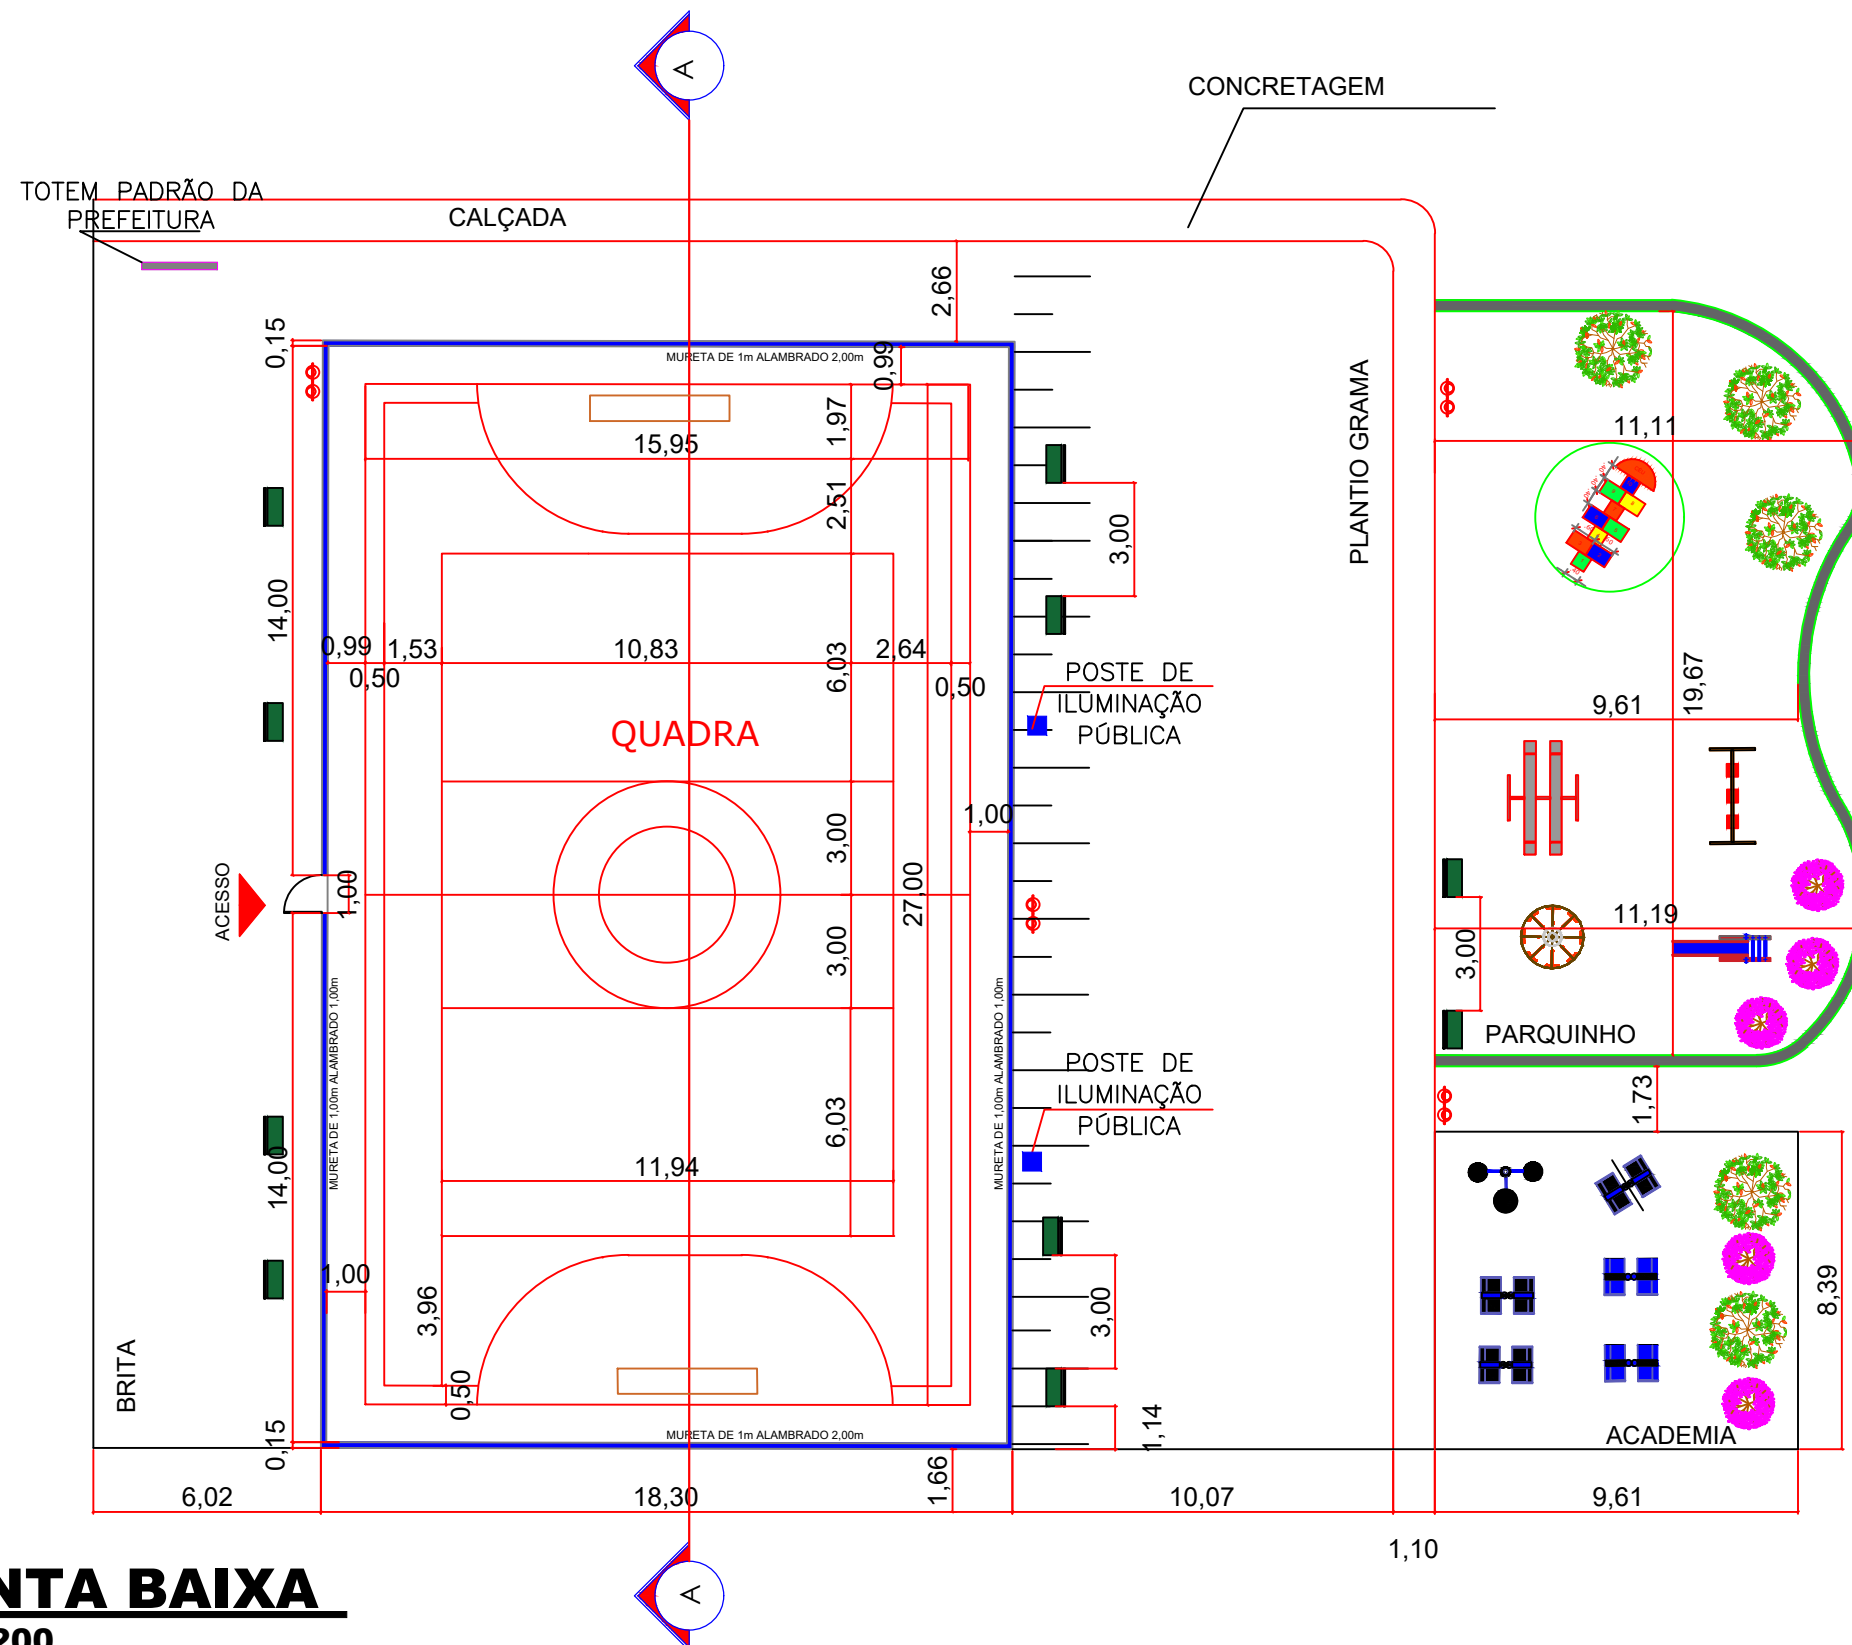 A
CONCRETAGEM
TOTEM PADRÃO DA
PREFEITURA
CALÇADA
2,66
0,15
MURETA DE 1m ALAMBRADO 2,00m
0,99
PLANTIO GRAMA
1,97
11,11
15,95
2,51
3,00
14,00
0,99
1,53
10,83
6,03
2,64
0,50
0,50
POSTE DE
ILUMINAÇÃO
PÚBLICA
19,67
9,61
QUADRA
1,00
3,00
ACESSO
1,00
27,00
11,19
3,00
3,00
PARQUINHO
MURETA DE 1,00m ALAMBRADO 1,00m
MURETA DE 1,00m ALAMBRADO 1,00m
POSTE DE
ILUMINAÇÃO
PÚBLICA
1,73
6,03
11,94
14,00
1,00
3,96
3,00
8,39
BRITA
0,50
1,14
0,15
MURETA DE 1m ALAMBRADO 2,00m
ACADEMIA
1,66
6,02
18,30
10,07
9,61
1,10
A
NTA BAIXA
200